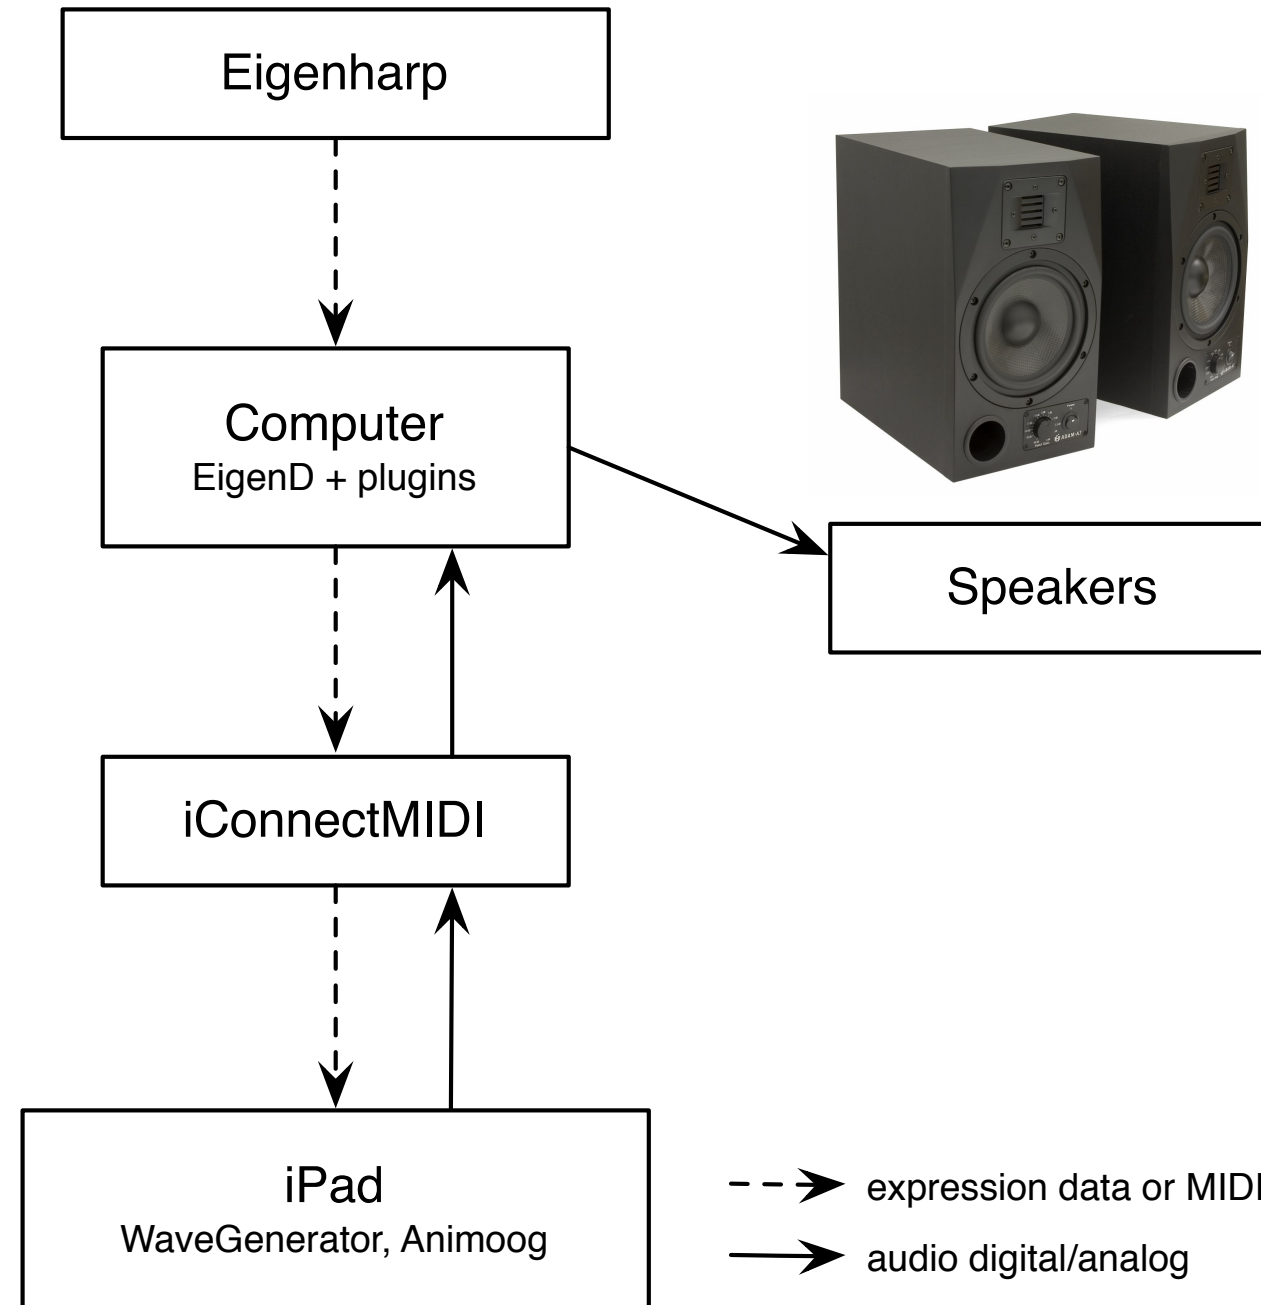 Eigenharp
Computer
EigenD + plugins
Speakers
iConnectMIDI
iPad
WaveGenerator, Animoog
expression data or MIDI
audio digital/analog